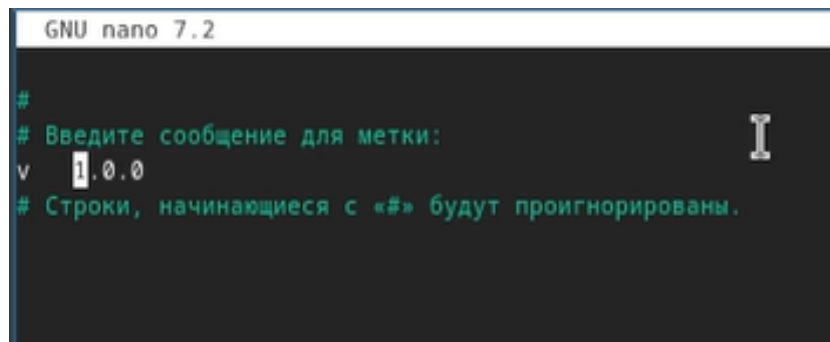 GNU nano 7.2
#
# Введите сообщение для метки:
v   1.0.0
# Строки, начинающиеся с «#» будут проигнорированы.